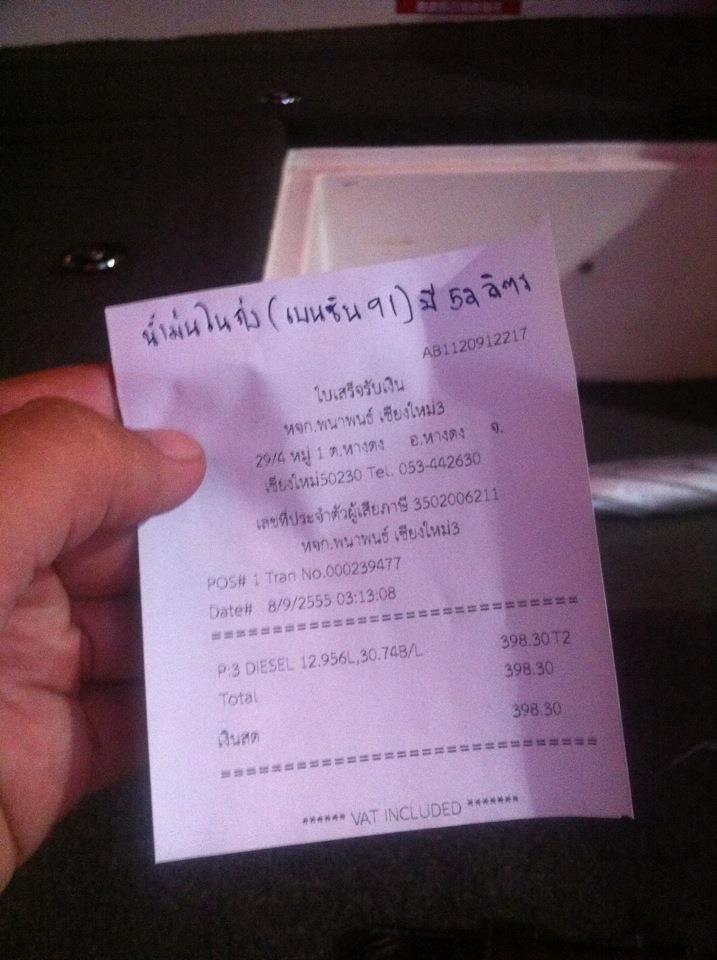 น้ำมันในถัง (เบนซิน 91) มี 52 ลิตร
AB1120912217
ใบเสร็จรับเงิน
หจก.พนาพนธ์ เชียงใหม่3
29/4 หมู่ 1 ต.หางดง อ.หางดง จ.
เชียงใหม่50230 Tel. 053-442630
เลขที่ประจำตัวผู้เสียภาษี 3502006211
หจก.พนาพนธ์ เชียงใหม่3
POS# 1 Tran No.000239477
Date# 8/9/2555 03:13:08
================================
P:3 DIESEL 12.956L,30.74B/L 398.30T2
Total 398.30
เงินสด 398.30
================================
****** VAT INCLUDED *******